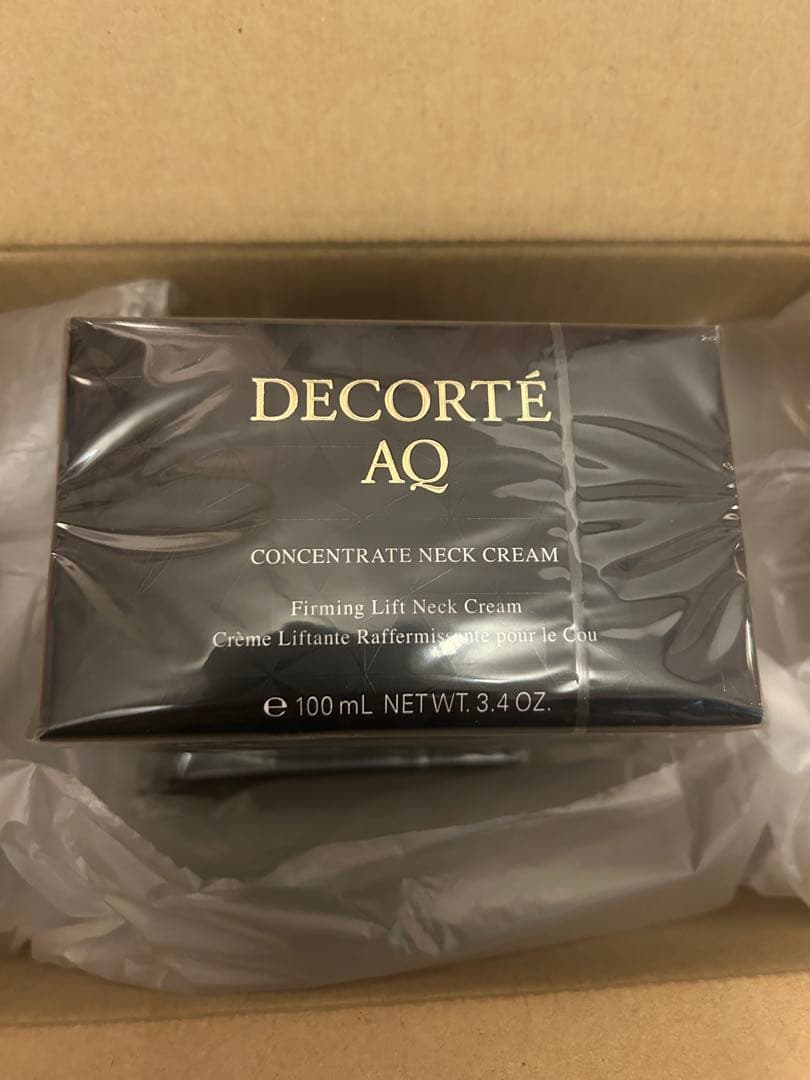 DECORTÉ
AQ
CONCENTRATE NECK CREAM
Firming Lift Neck Cream
Crème Liftante Raffermissante pour le Cou
℮ 100 mL NET WT. 3.4 OZ.